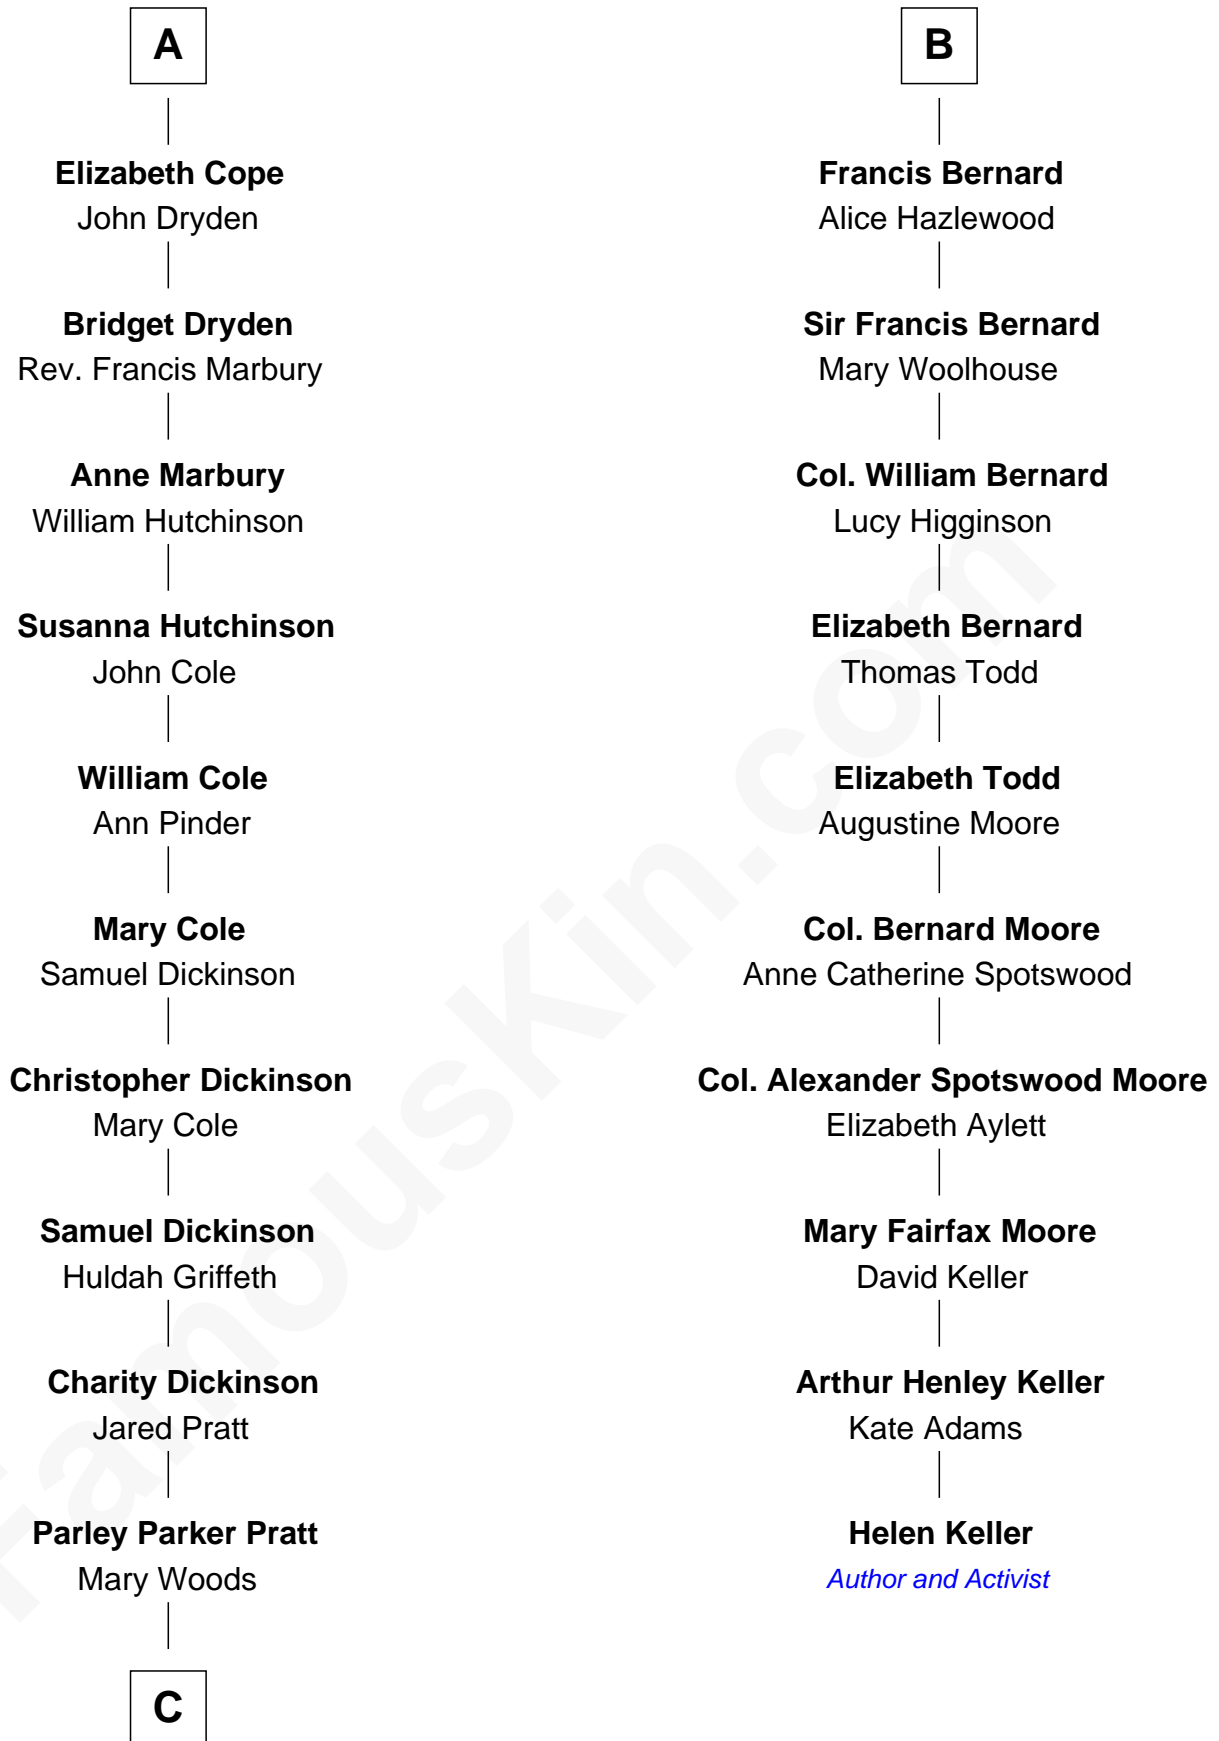 A
Elizabeth Cope
John Dryden
Bridget Dryden
Rev. Francis Marbury
Anne Marbury
William Hutchinson
Susanna Hutchinson
John Cole
William Cole
Ann Pinder
Mary Cole
Samuel Dickinson
Christopher Dickinson
Mary Cole
Samuel Dickinson
Huldah Griffeth
Charity Dickinson
Jared Pratt
Parley Parker Pratt
Mary Woods
C
B
Francis Bernard
Alice Hazlewood
Sir Francis Bernard
Mary Woolhouse
Col. William Bernard
Lucy Higginson
Elizabeth Bernard
Thomas Todd
Elizabeth Todd
Augustine Moore
Col. Bernard Moore
Anne Catherine Spotswood
Col. Alexander Spotswood Moore
Elizabeth Aylett
Mary Fairfax Moore
David Keller
Arthur Henley Keller
Kate Adams
Helen Keller
Author and Activist
FamousKin.com